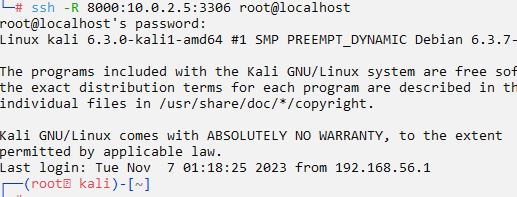 └─# ssh -R 8000:10.0.2.5:3306 root@localhost
root@localhost's password:
Linux kali 6.3.0-kali1-amd64 #1 SMP PREEMPT_DYNAMIC Debian 6.3.7-
The programs included with the Kali GNU/Linux system are free sof
the exact distribution terms for each program are described in th
individual files in /usr/share/doc/*/copyright.
Kali GNU/Linux comes with ABSOLUTELY NO WARRANTY, to the extent
permitted by applicable law.
Last login: Tue Nov  7 01:18:25 2023 from 192.168.56.1
┌──(root kali)-[~]